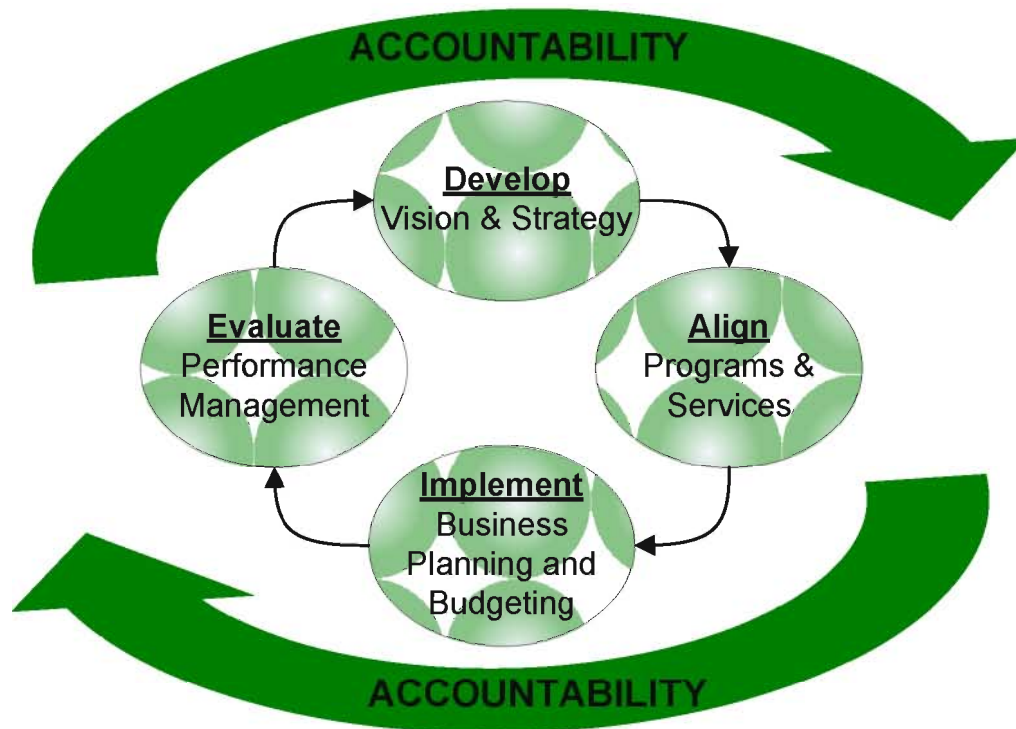 ACCOUNTABILITY
Develop
Vision & Strategy
Evaluate
Performance
Management
Align
Programs &
Services
Implement
Business
Planning and
Budgeting
ACCOUNTABILITY